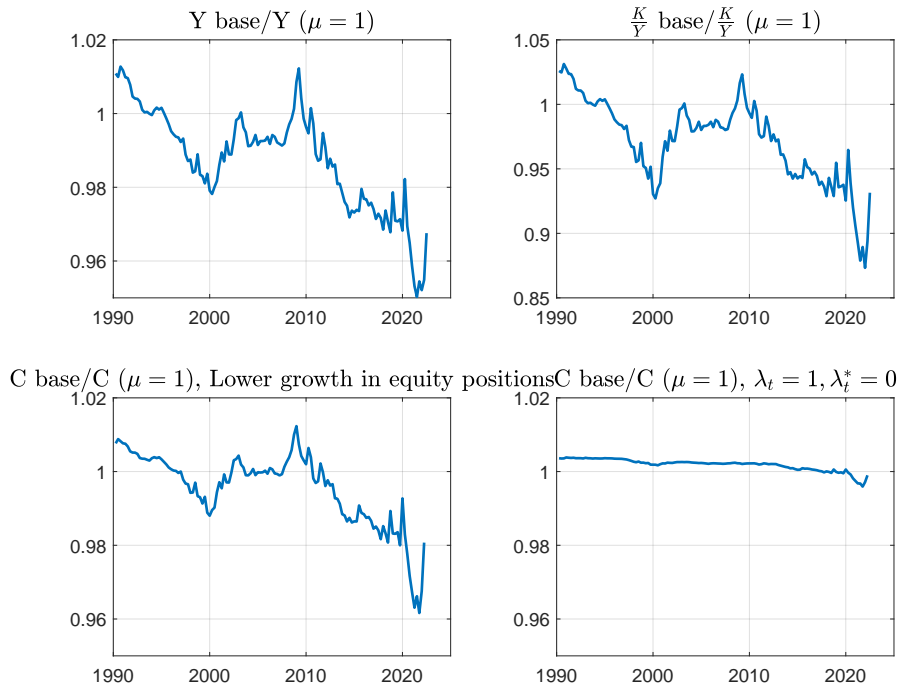 Y base/Y (μ = 1)
1.02
1
0.98
0.96
1990 2000 2010 2020
K/Y base/K/Y (μ = 1)
1.05
1
0.95
0.9
0.85
1990 2000 2010 2020
C base/C (μ = 1), Lower growth in equity positions
1.02
1
0.98
0.96
1990 2000 2010 2020
C base/C (μ = 1), λ_t = 1, λ_t^* = 0
1.02
1
0.98
0.96
1990 2000 2010 2020